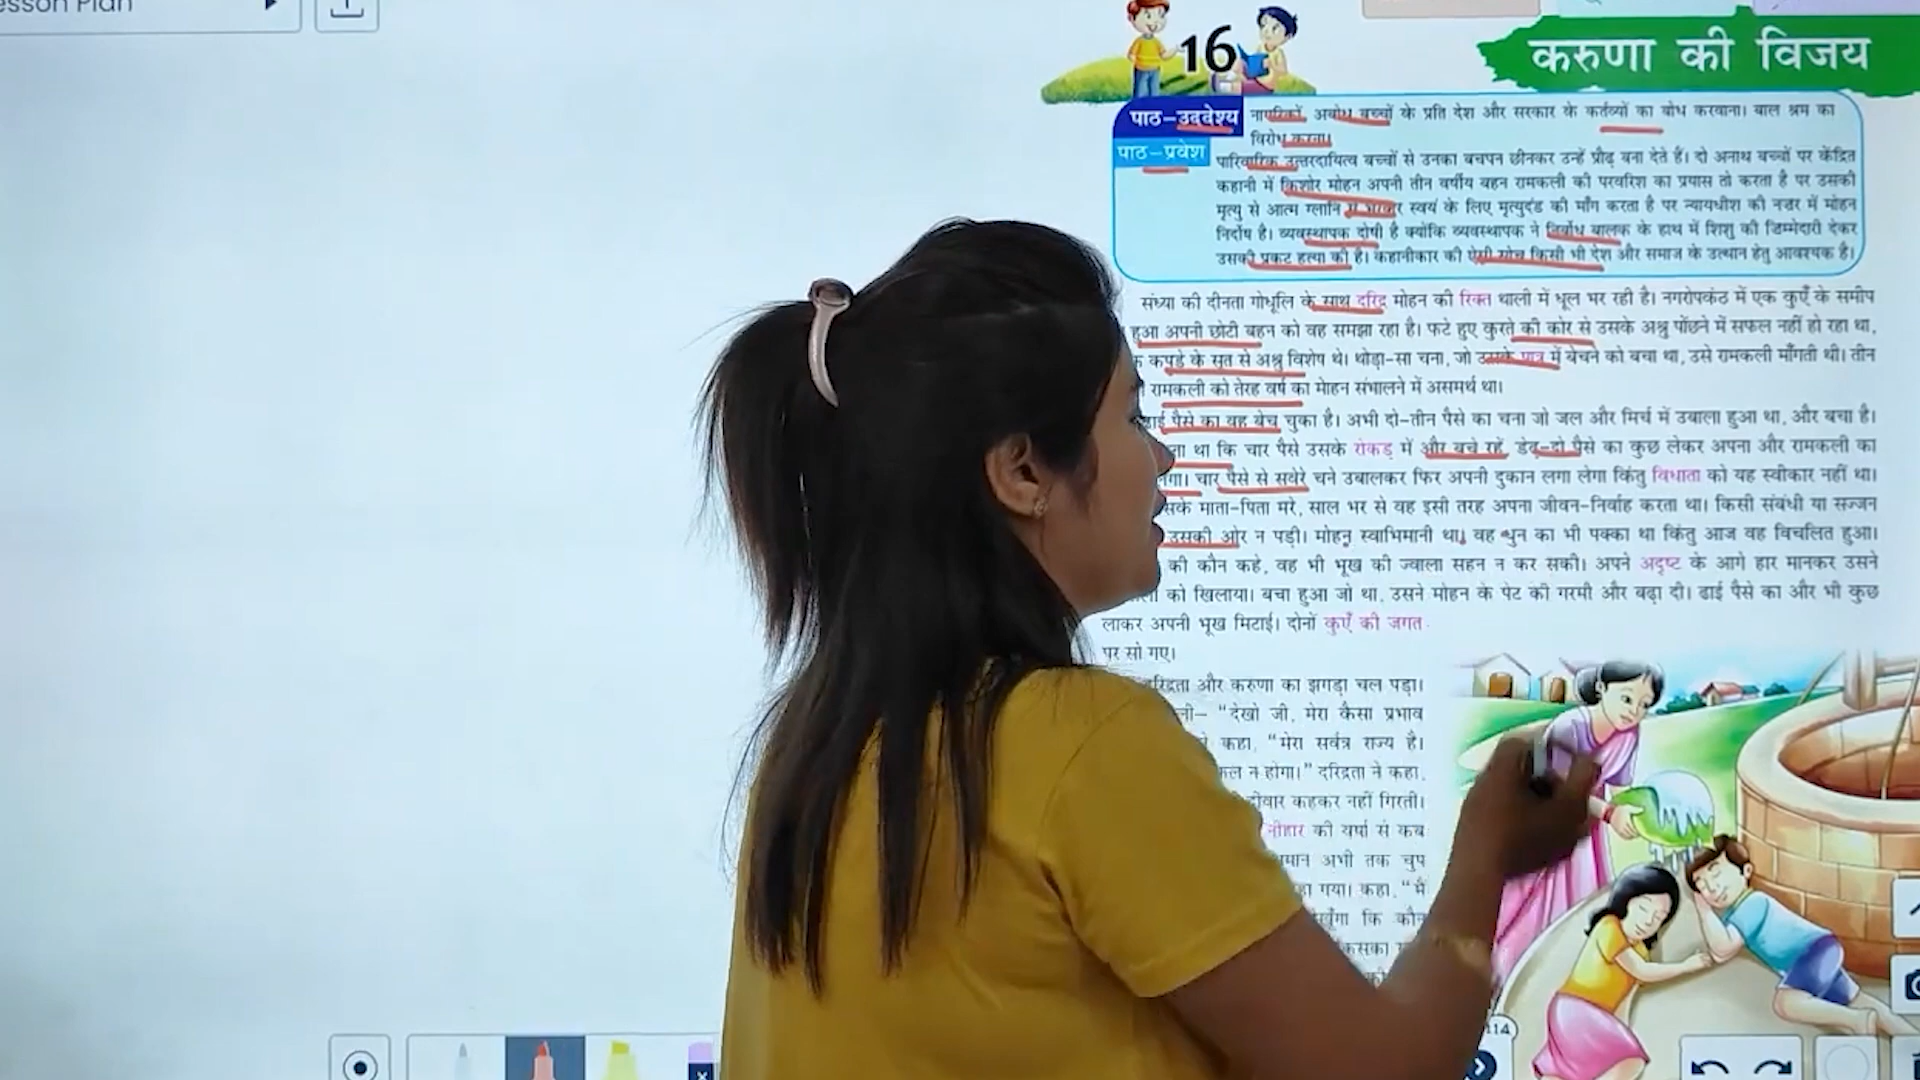 Lesson Plan
16
करुणा की विजय
पाठ-उद्देश्य नागरिकों, अबोध बच्चों के प्रति देश और सरकार के कर्तव्यों का बोध करवाना। बाल श्रम का
विरोध करना।
पाठ-प्रवेश
पारिवारिक उत्तरदायित्व बच्चों से उनका बचपन छीनकर उन्हें प्रौढ़ बना देते हैं। दो अनाथ बच्चों पर केंद्रित
कहानी में किशोर मोहन अपनी तीन वर्षीय बहन रामकली की परवरिश का प्रयास तो करता है पर उसकी
मृत्यु से आत्म ग्लानि में भरकर स्वयं के लिए मृत्युदंड की माँग करता है पर न्यायधीश की नज़र में मोहन
निर्दोष है। व्यवस्थापक दोषी है क्योंकि व्यवस्थापक ने निर्बोध बालक के हाथ में शिशु की ज़िम्मेदारी देकर
उसकी प्रकट हत्या की है। कहानीकार की ऐसी सोच किसी भी देश और समाज के उत्थान हेतु आवश्यक है।
संध्या की दीनता गोधूलि के साथ दरिद्र मोहन की रिक्त थाली में धूल भर रही है। नगरोपकंठ में एक कुएँ के समीप
हुआ अपनी छोटी बहन को वह समझा रहा है। फटे हुए कुरते की कोर से उसके अश्रु पोंछने में सफल नहीं हो रहा था,
कपड़े के सूत से अश्रु विशेष थे। थोड़ा-सा चना, जो उसके पात्र में बेचने को बचा था, उसे रामकली माँगती थी। तीन
रामकली को तेरह वर्ष का मोहन संभालने में असमर्थ था।
ढाई पैसे का वह बेच चुका है। अभी दो-तीन पैसे का चना जो जल और मिर्च में उबाला हुआ था, और बचा है।
था कि चार पैसे उसके रोकड़ में और बचे रहें, डेढ़-दो पैसे का कुछ लेकर अपना और रामकली का
चार पैसे से सवेरे चने उबालकर फिर अपनी दुकान लगा लेगा किंतु विधाता को यह स्वीकार नहीं था।
माता-पिता मरे, साल भर से वह इसी तरह अपना जीवन-निर्वाह करता था। किसी संबंधी या सज्जन
उसकी ओर न पड़ी। मोहन स्वाभिमानी था। वह धुन का भी पक्का था किंतु आज वह विचलित हुआ।
की कौन कहे, वह भी भूख की ज्वाला सहन न कर सकी। अपने अदृष्ट के आगे हार मानकर उसने
को खिलाया। बचा हुआ जो था, उसने मोहन के पेट की गरमी और बढ़ा दी। ढाई पैसे का और भी कुछ
लाकर अपनी भूख मिटाई। दोनों कुएँ की जगत
पर सो गए।
दरिद्रता और करुणा का झगड़ा चल पड़ा।
“देखो जी, मेरा कैसा प्रभाव
कहा, “मेरा सर्वत्र राज्य है।
न होगा।” दरिद्रता ने कहा,
दीवार कहकर नहीं गिरती।
नीहार की वर्षा से कब
अभी तक चुप
गया। कहा, “मैं
कि कौन
114